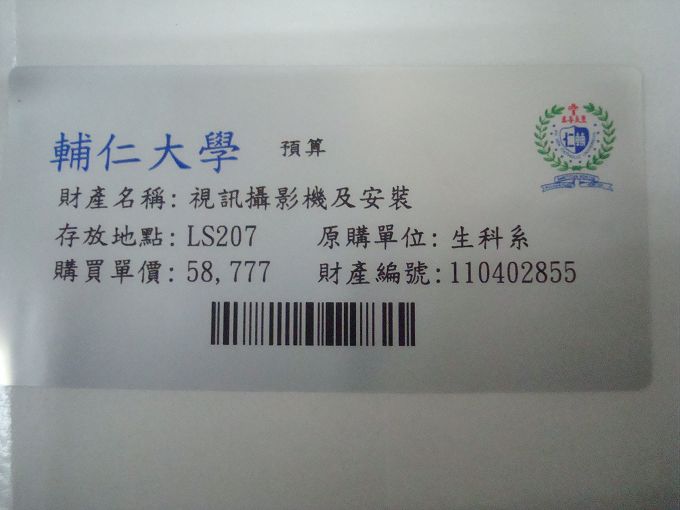 輔仁大學 預算
財產名稱: 視訊攝影機及安裝
存放地點: LS207 原購單位: 生科系
購買單價: 58,777 財產編號: 110402855